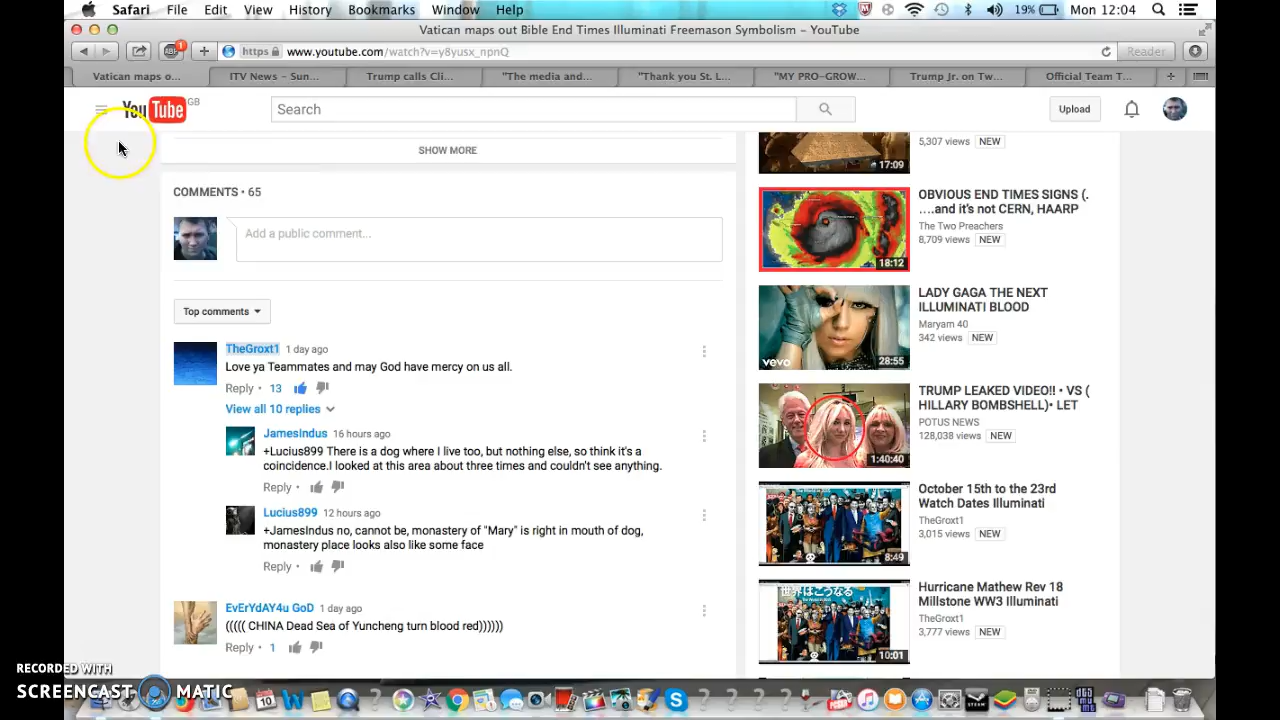 Safari File Edit View History Bookmarks Window Help 19% Mon 12:04
Vatican maps out Bible End Times Illuminati Freemason Symbolism – YouTube
ABP 1 https www.youtube.com/watch?v=y8yusx_npnQ Reader
Vatican maps o... ITV News – Sun... Trump calls Cli... "The media and... "Thank you St. L... "MY PRO-GROW... Trump Jr. on Tw... Official Team T...
YouTube GB Search Upload
SHOW MORE
COMMENTS • 65
Add a public comment...
Top comments
TheGroxt1 1 day ago
Love ya Teammates and may God have mercy on us all.
Reply • 13
View all 10 replies
JamesIndus 16 hours ago
+Lucius899 There is a dog where I live too, but nothing else, so think it's a
coincidence.I looked at this area about three times and couldn't see anything.
Reply •
Lucius899 12 hours ago
+JamesIndus no, cannot be, monastery of "Mary" is right in mouth of dog,
monastery place looks also like some face
Reply •
EvErYdAY4u GoD 1 day ago
((((( CHINA Dead Sea of Yuncheng turn blood red))))))
Reply • 1
5,307 views NEW
17:09
OBVIOUS END TIMES SIGNS (.
….and it's not CERN, HAARP
The Two Preachers
8,709 views NEW
18:12
LADY GAGA THE NEXT
ILLUMINATI BLOOD
Maryam 40
342 views NEW
vevo 28:55
TRUMP LEAKED VIDEO!! • VS (
HILLARY BOMBSHELL)• LET
POTUS NEWS
128,038 views NEW
1:40:40
October 15th to the 23rd
Watch Dates Illuminati
TheGroxt1
3,015 views NEW
8:49
Hurricane Mathew Rev 18
Millstone WW3 Illuminati
TheGroxt1
3,777 views NEW
世界はこうなる
10:01
RECORDED WITH
SCREENCAST MATIC